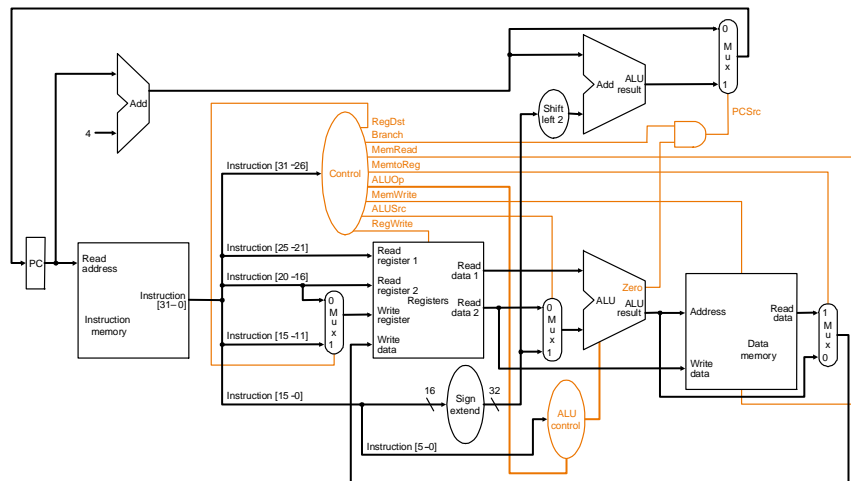 0
M
u
x
1
Add
ALU
result
Add
Shift
left 2
4
RegDst
Branch
MemRead
MemtoReg
ALUOp
MemWrite
ALUSrc
RegWrite
PCSrc
Control
Instruction [31–26]
Instruction [25–21]
Instruction [20–16]
Instruction [15–11]
Instruction [15–0]
Instruction [5–0]
PC
Read
address
Instruction
[31–0]
Instruction
memory
0
M
u
x
1
Read
register 1
Read
register 2
Write
register
Write
data
Registers
Read
data 1
Read
data 2
0
M
u
x
1
Zero
ALU
ALU
result
Address
Read
data
Data
memory
Write
data
1
M
u
x
0
16
Sign
extend
32
ALU
control